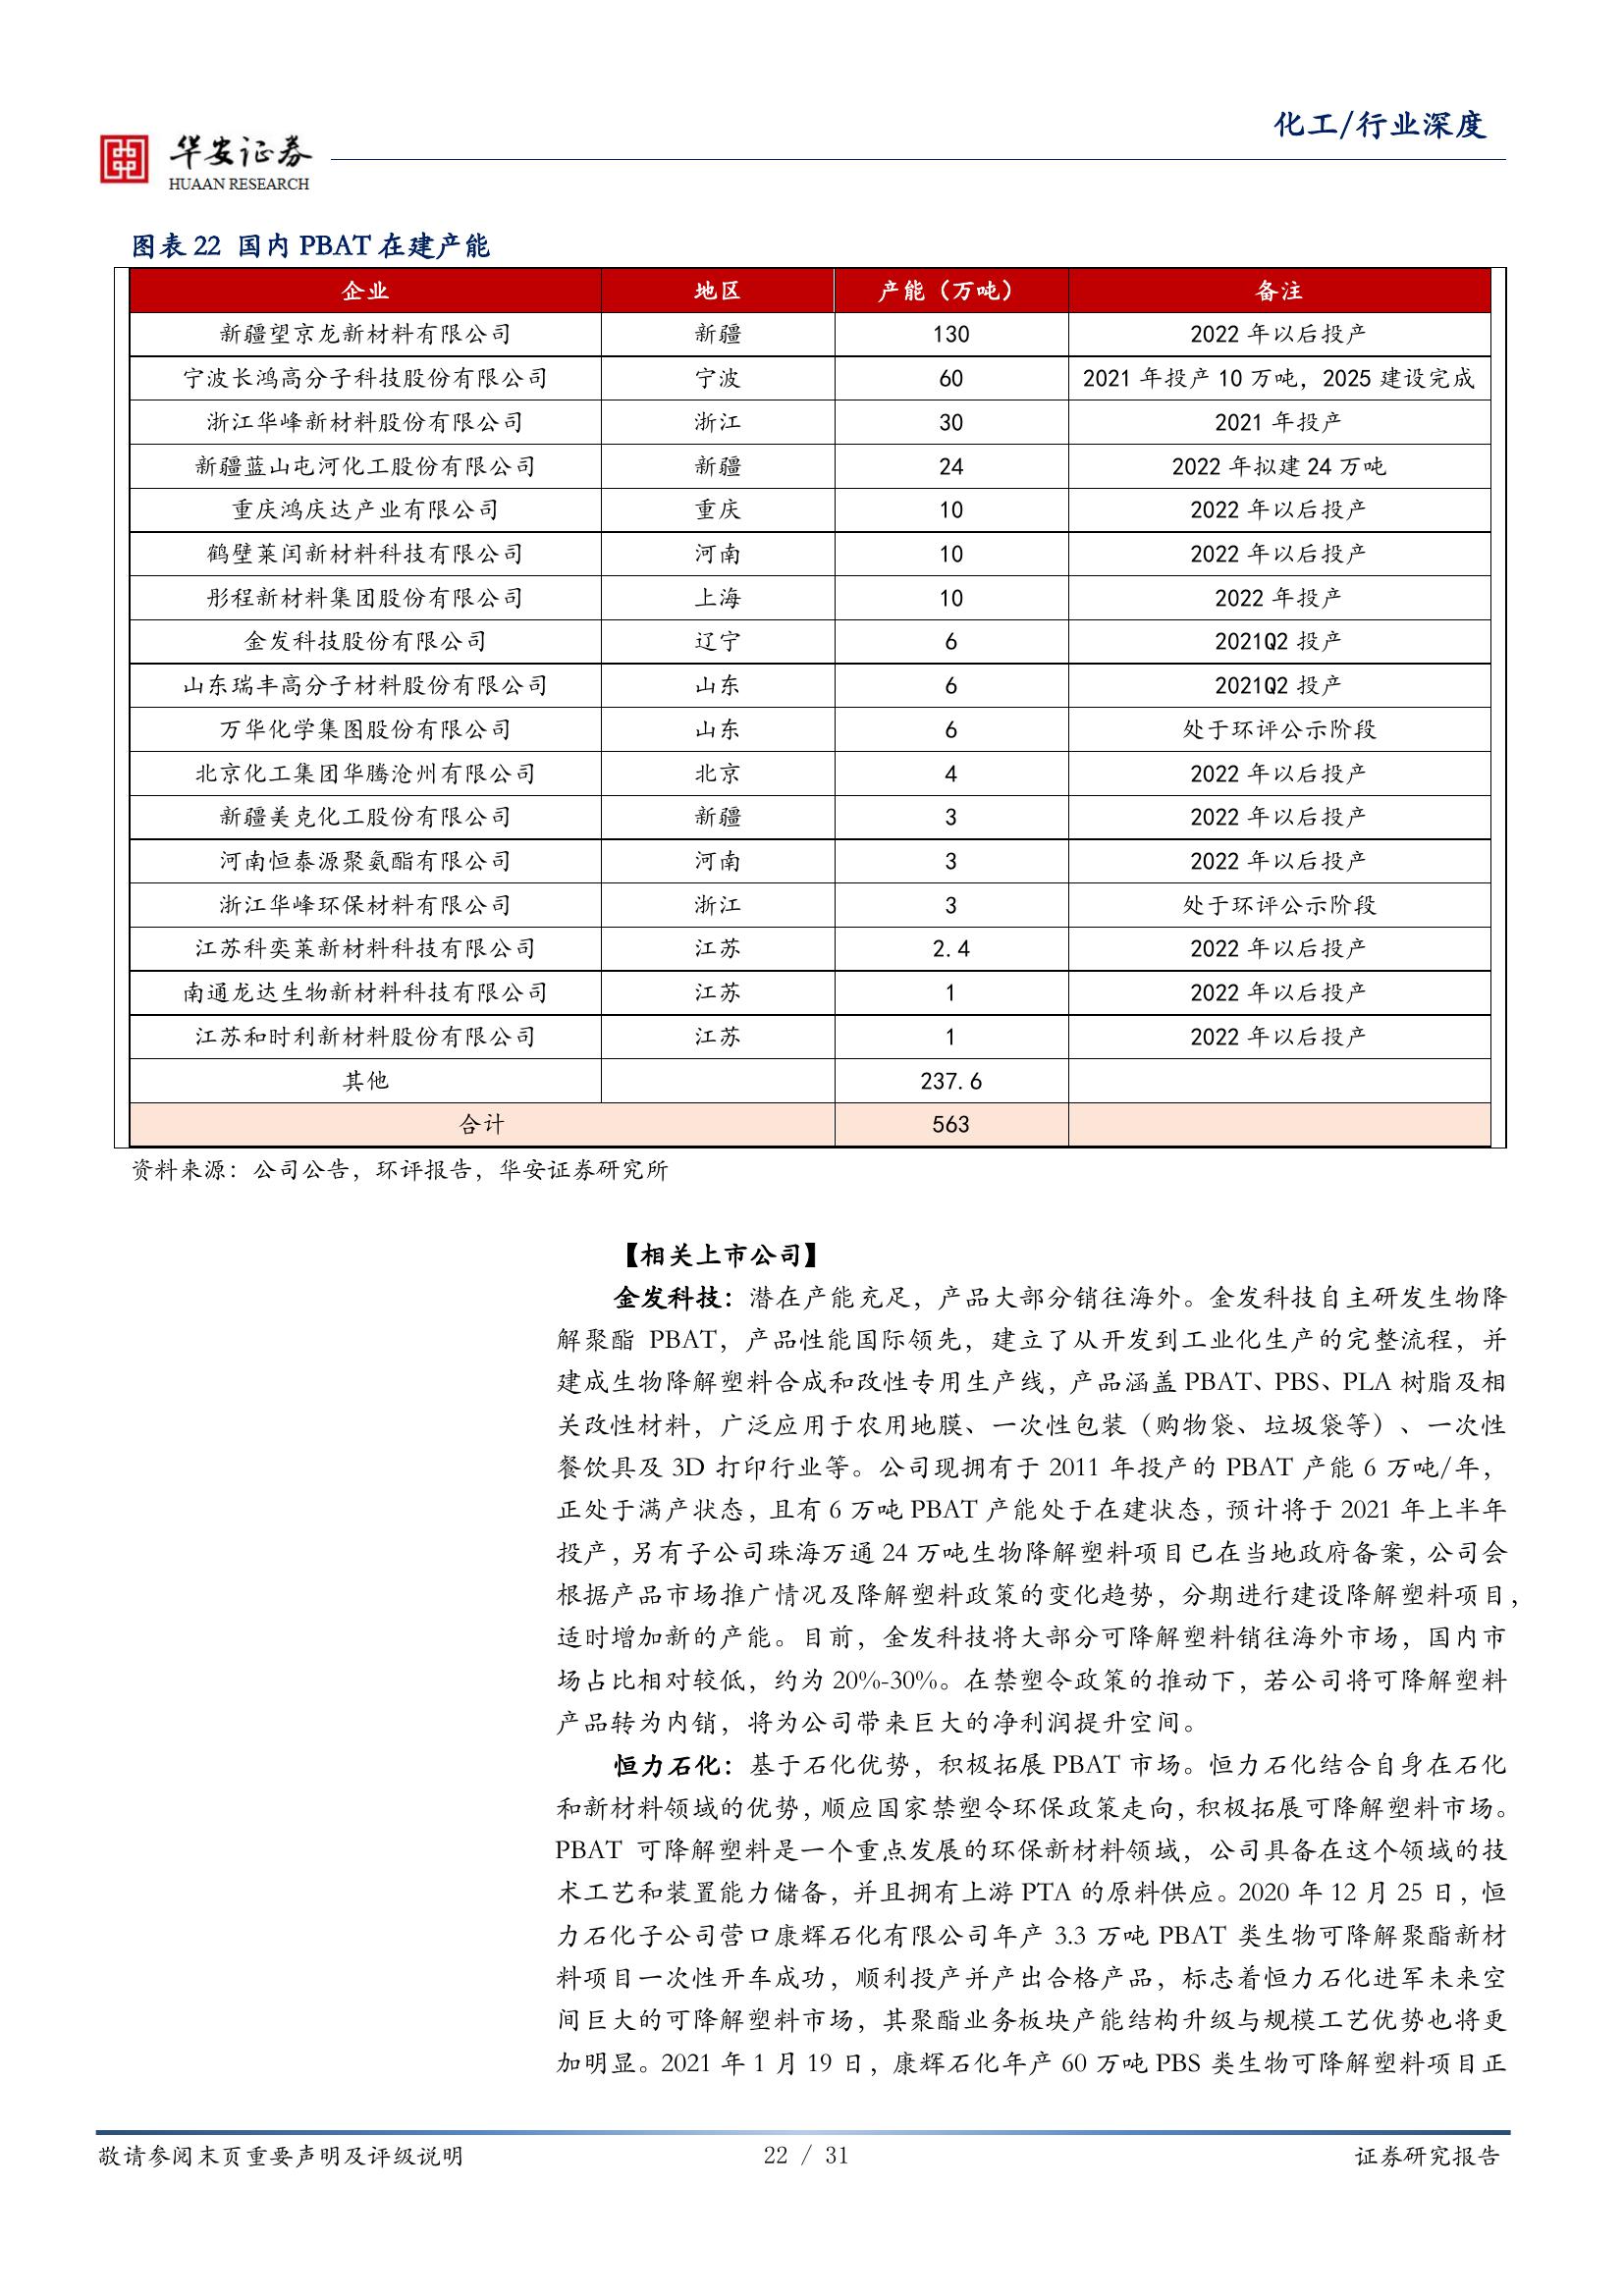 化工/行业深度
华安证券
HUAAN RESEARCH
图表 22 国内 PBAT 在建产能
企业 地区 产能（万吨） 备注
新疆望京龙新材料有限公司 新疆 130 2022 年以后投产
宁波长鸿高分子科技股份有限公司 宁波 60 2021 年投产 10 万吨，2025 建设完成
浙江华峰新材料股份有限公司 浙江 30 2021 年投产
新疆蓝山屯河化工股份有限公司 新疆 24 2022 年拟建 24 万吨
重庆鸿庆达产业有限公司 重庆 10 2022 年以后投产
鹤壁莱闰新材料科技有限公司 河南 10 2022 年以后投产
彤程新材料集团股份有限公司 上海 10 2022 年投产
金发科技股份有限公司 辽宁 6 2021Q2 投产
山东瑞丰高分子材料股份有限公司 山东 6 2021Q2 投产
万华化学集图股份有限公司 山东 6 处于环评公示阶段
北京化工集团华腾沧州有限公司 北京 4 2022 年以后投产
新疆美克化工股份有限公司 新疆 3 2022 年以后投产
河南恒泰源聚氨酯有限公司 河南 3 2022 年以后投产
浙江华峰环保材料有限公司 浙江 3 处于环评公示阶段
江苏科奕莱新材料科技有限公司 江苏 2.4 2022 年以后投产
南通龙达生物新材料科技有限公司 江苏 1 2022 年以后投产
江苏和时利新材料股份有限公司 江苏 1 2022 年以后投产
其他 237.6
合计 563
资料来源：公司公告，环评报告，华安证券研究所
【相关上市公司】
金发科技：潜在产能充足，产品大部分销往海外。金发科技自主研发生物降
解聚酯 PBAT，产品性能国际领先，建立了从开发到工业化生产的完整流程，并
建成生物降解塑料合成和改性专用生产线，产品涵盖 PBAT、PBS、PLA 树脂及相
关改性材料，广泛应用于农用地膜、一次性包装（购物袋、垃圾袋等）、一次性
餐饮具及 3D 打印行业等。公司现拥有于 2011 年投产的 PBAT 产能 6 万吨/年，
正处于满产状态，且有 6 万吨 PBAT 产能处于在建状态，预计将于 2021 年上半年
投产，另有子公司珠海万通 24 万吨生物降解塑料项目已在当地政府备案，公司会
根据产品市场推广情况及降解塑料政策的变化趋势，分期进行建设降解塑料项目，
适时增加新的产能。目前，金发科技将大部分可降解塑料销往海外市场，国内市
场占比相对较低，约为 20%-30%。在禁塑令政策的推动下，若公司将可降解塑料
产品转为内销，将为公司带来巨大的净利润提升空间。
恒力石化：基于石化优势，积极拓展 PBAT 市场。恒力石化结合自身在石化
和新材料领域的优势，顺应国家禁塑令环保政策走向，积极拓展可降解塑料市场。
PBAT 可降解塑料是一个重点发展的环保新材料领域，公司具备在这个领域的技
术工艺和装置能力储备，并且拥有上游 PTA 的原料供应。2020 年 12 月 25 日，恒
力石化子公司营口康辉石化有限公司年产 3.3 万吨 PBAT 类生物可降解聚酯新材
料项目一次性开车成功，顺利投产并产出合格产品，标志着恒力石化进军未来空
间巨大的可降解塑料市场，其聚酯业务板块产能结构升级与规模工艺优势也将更
加明显。2021 年 1 月 19 日，康辉石化年产 60 万吨 PBS 类生物可降解塑料项目正
敬请参阅末页重要声明及评级说明 22 / 31 证券研究报告